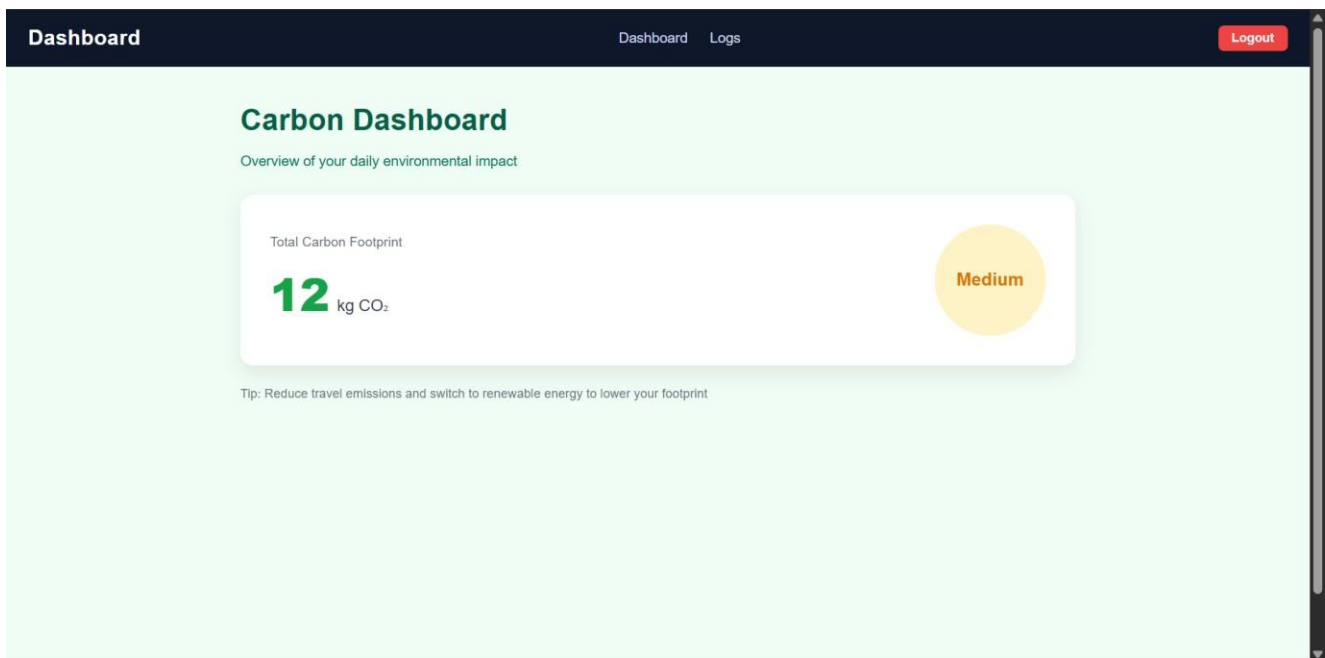 Dashboard
Dashboard Logs
Logout
Carbon Dashboard
Overview of your daily environmental impact
Total Carbon Footprint
12 kg CO₂
Medium
Tip: Reduce travel emissions and switch to renewable energy to lower your footprint